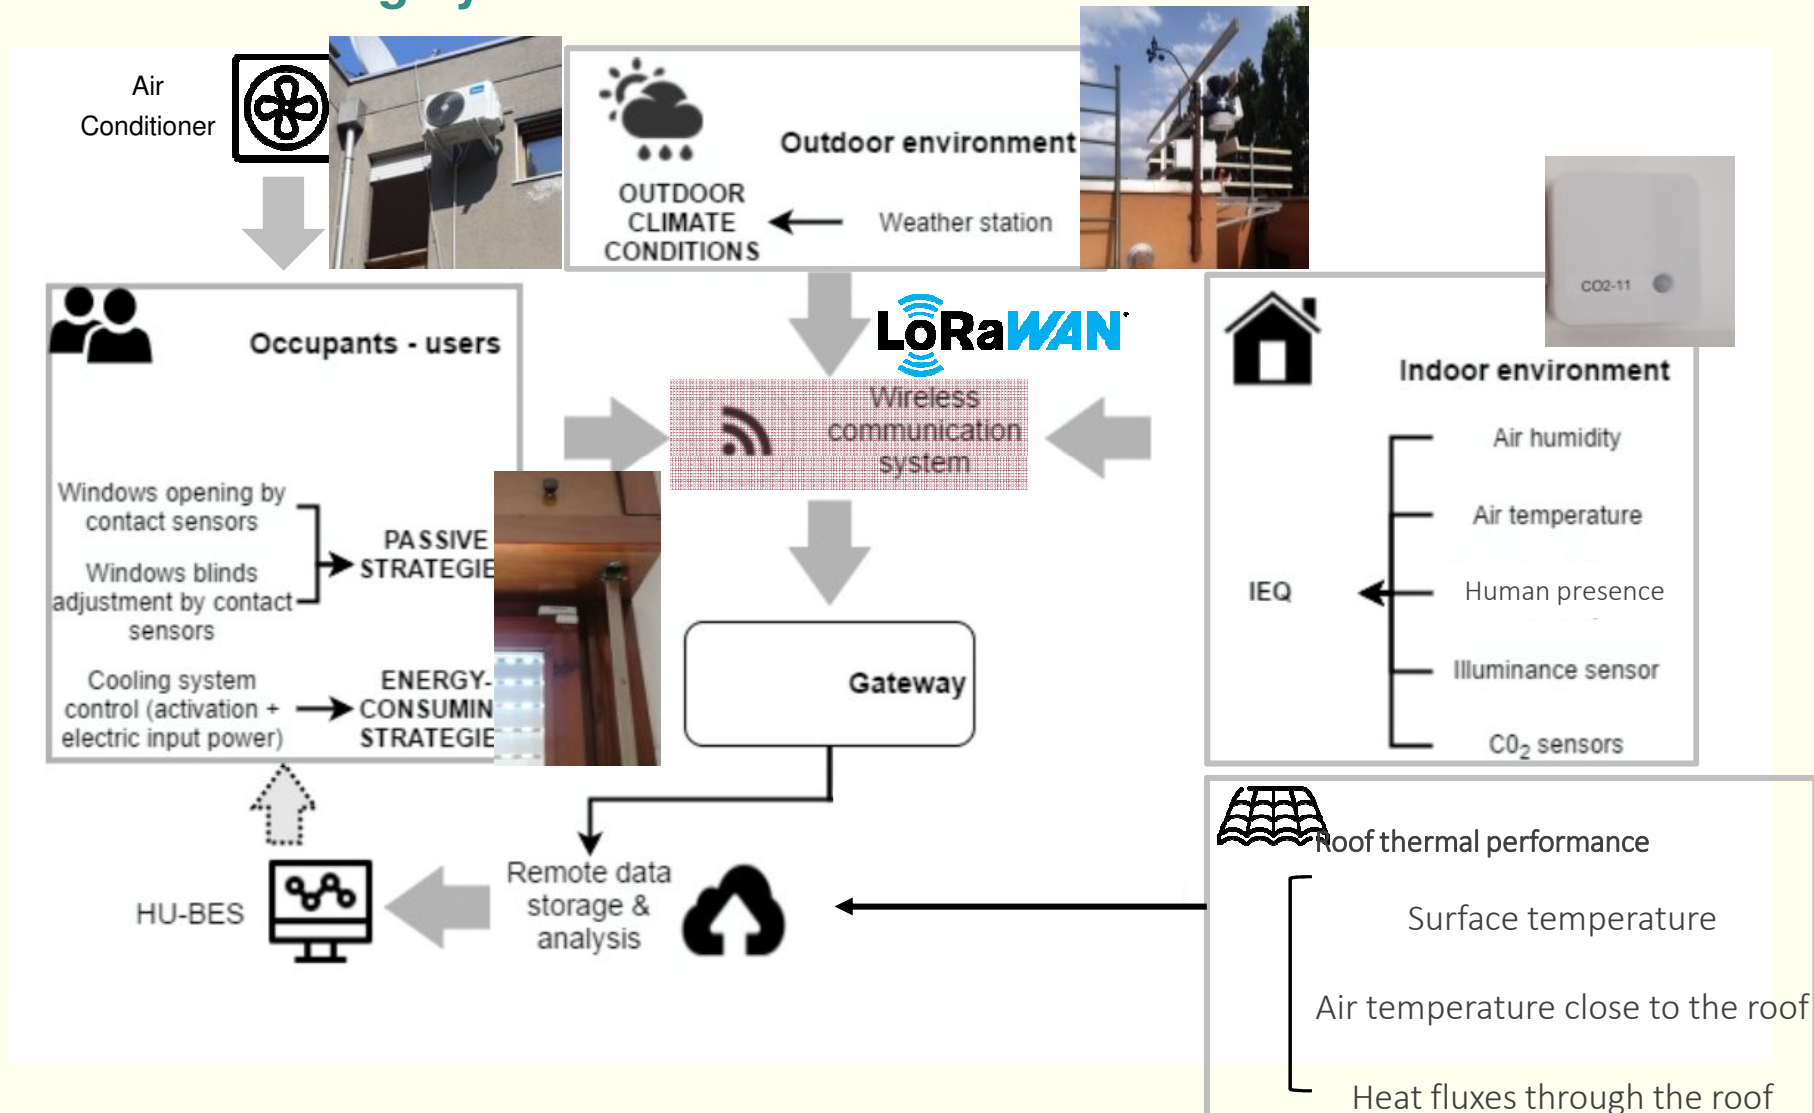 Air
Conditioner
Outdoor environment
OUTDOOR
CLIMATE
CONDITIONS
Weather station
LoRaWAN
CO2-11
Occupants - users
Wireless
communication
system
Indoor environment
Air humidity
Air temperature
Human presence
Illuminance sensor
C0₂ sensors
IEQ
Windows opening by
contact sensors
Windows blinds
adjustment by contact
sensors
PASSIVE
STRATEGIE
Cooling system
control (activation +
electric input power)
ENERGY-
CONSUMIN
STRATEGIE
Gateway
HU-BES
Remote data
storage &
analysis
Roof thermal performance
Surface temperature
Air temperature close to the roof
Heat fluxes through the roof